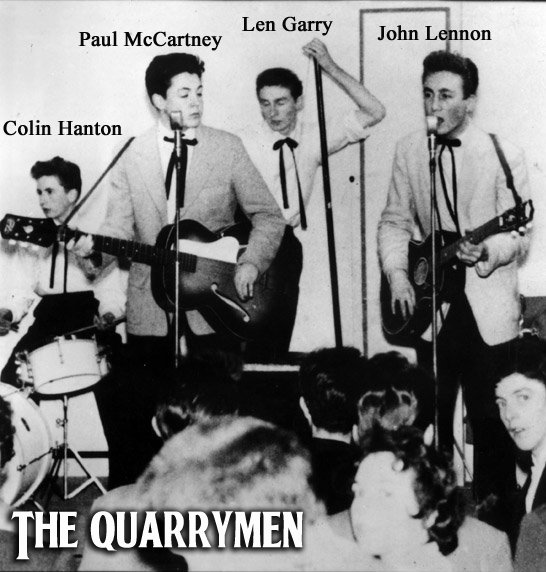 Len Garry
Paul McCartney
John Lennon
Colin Hanton
THE QUARRYMEN